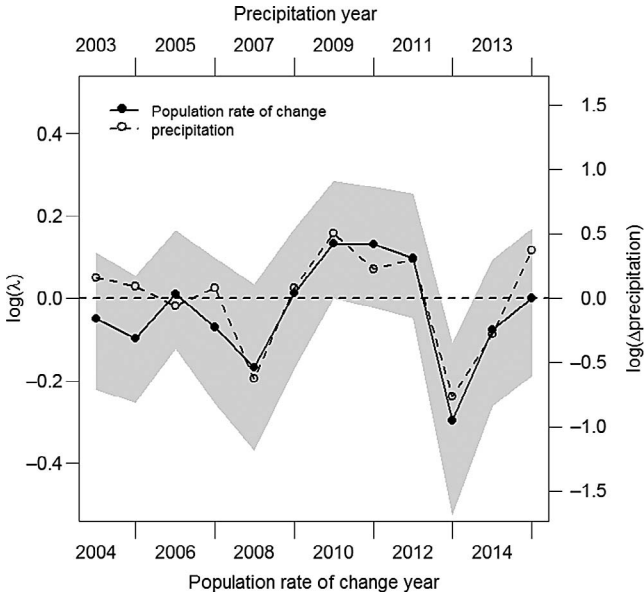 Precipitation year
2003 2005 2007 2009 2011 2013
Population rate of change
precipitation
0.4
0.2
0.0
−0.2
−0.4
log(λ)
1.5
1.0
0.5
0.0
−0.5
−1.0
−1.5
log(Δprecipitation)
2004 2006 2008 2010 2012 2014
Population rate of change year